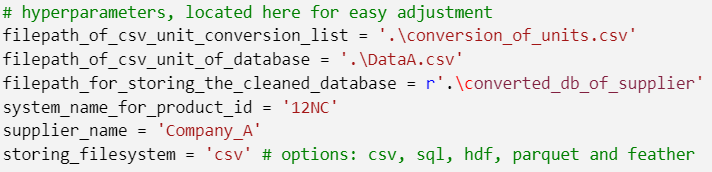 # hyperparameters, located here for easy adjustment
filepath_of_csv_unit_conversion_list = '.\conversion_of_units.csv'
filepath_of_csv_unit_of_database = '.\DataA.csv'
filepath_for_storing_the_cleaned_database = r'.\converted_db_of_supplier'
system_name_for_product_id = '12NC'
supplier_name = 'Company_A'
storing_filesystem = 'csv' # options: csv, sql, hdf, parquet and feather